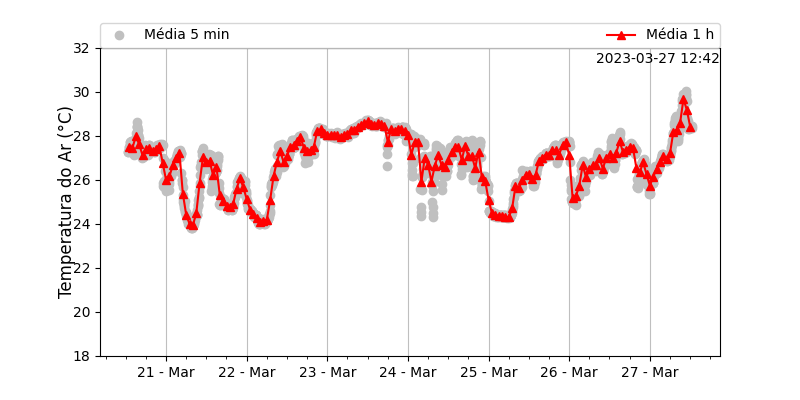 Média 5 min
Média 1 h
2023-03-27 12:42
Temperatura do Ar (°C)
32
30
28
26
24
22
20
18
21 - Mar
22 - Mar
23 - Mar
24 - Mar
25 - Mar
26 - Mar
27 - Mar